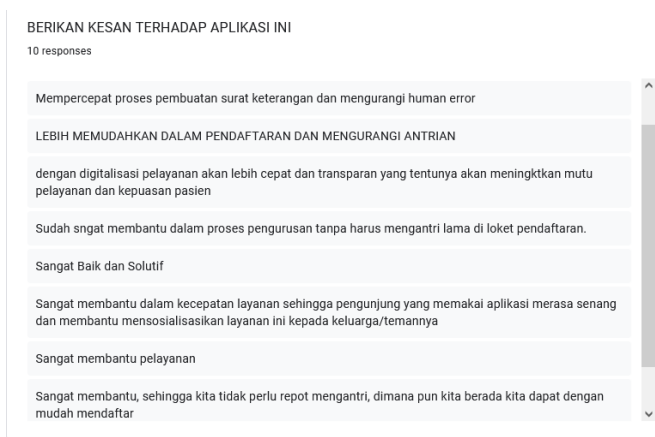 BERIKAN KESAN TERHADAP APLIKASI INI
10 responses
Mempercepat proses pembuatan surat keterangan dan mengurangi human error
LEBIH MEMUDAHKAN DALAM PENDAFTARAN DAN MENGURANGI ANTRIAN
dengan digitalisasi pelayanan akan lebih cepat dan transparan yang tentunya akan meningktkan mutu
pelayanan dan kepuasan pasien
Sudah sngat membantu dalam proses pengurusan tanpa harus mengantri lama di loket pendaftaran.
Sangat Baik dan Solutif
Sangat membantu dalam kecepatan layanan sehingga pengunjung yang memakai aplikasi merasa senang
dan membantu mensosialisasikan layanan ini kepada keluarga/temannya
Sangat membantu pelayanan
Sangat membantu, sehingga kita tidak perlu repot mengantri, dimana pun kita berada kita dapat dengan
mudah mendaftar